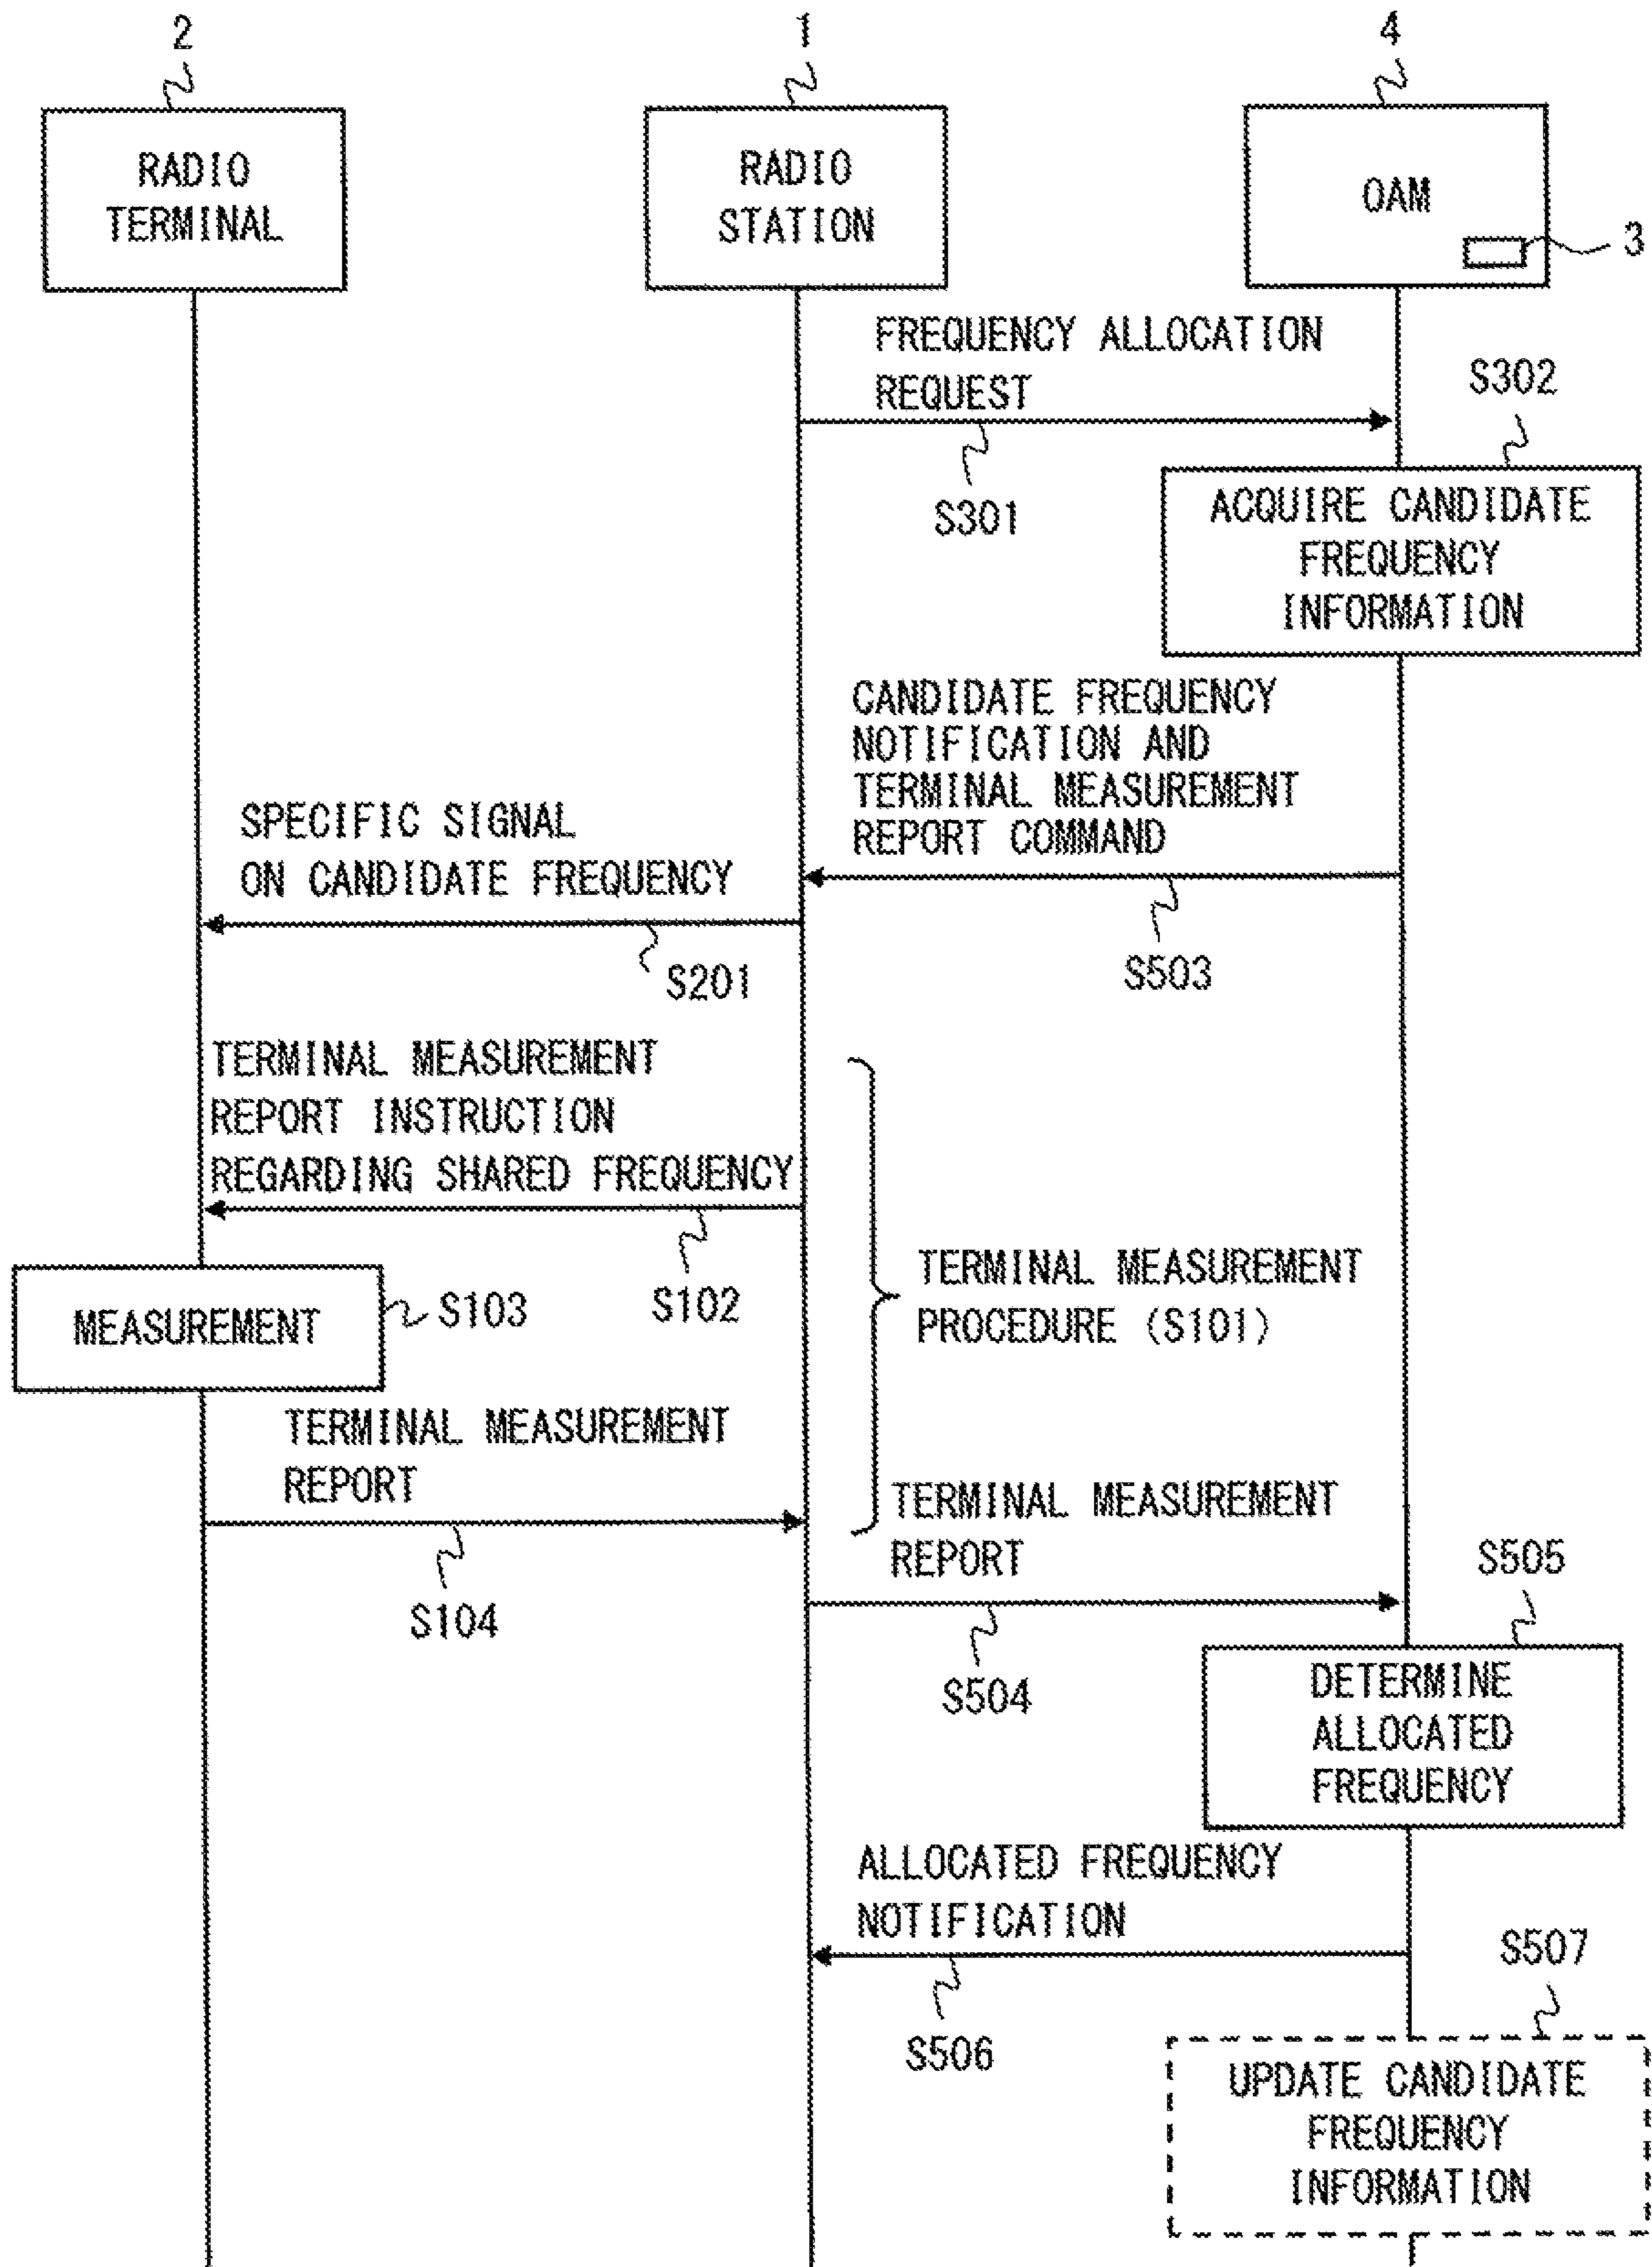 2
1
4
RADIO
TERMINAL
RADIO
STATION
OAM
3
FREQUENCY ALLOCATION
REQUEST
S301
S302
ACQUIRE CANDIDATE
FREQUENCY
INFORMATION
CANDIDATE FREQUENCY
NOTIFICATION AND
TERMINAL MEASUREMENT
REPORT COMMAND
S503
SPECIFIC SIGNAL
ON CANDIDATE FREQUENCY
S201
TERMINAL MEASUREMENT
REPORT INSTRUCTION
REGARDING SHARED FREQUENCY
S102
MEASUREMENT
S103
TERMINAL MEASUREMENT
PROCEDURE (S101)
TERMINAL MEASUREMENT
REPORT
S104
TERMINAL MEASUREMENT
REPORT
S504
S505
DETERMINE
ALLOCATED
FREQUENCY
ALLOCATED FREQUENCY
NOTIFICATION
S506
S507
UPDATE CANDIDATE
FREQUENCY
INFORMATION